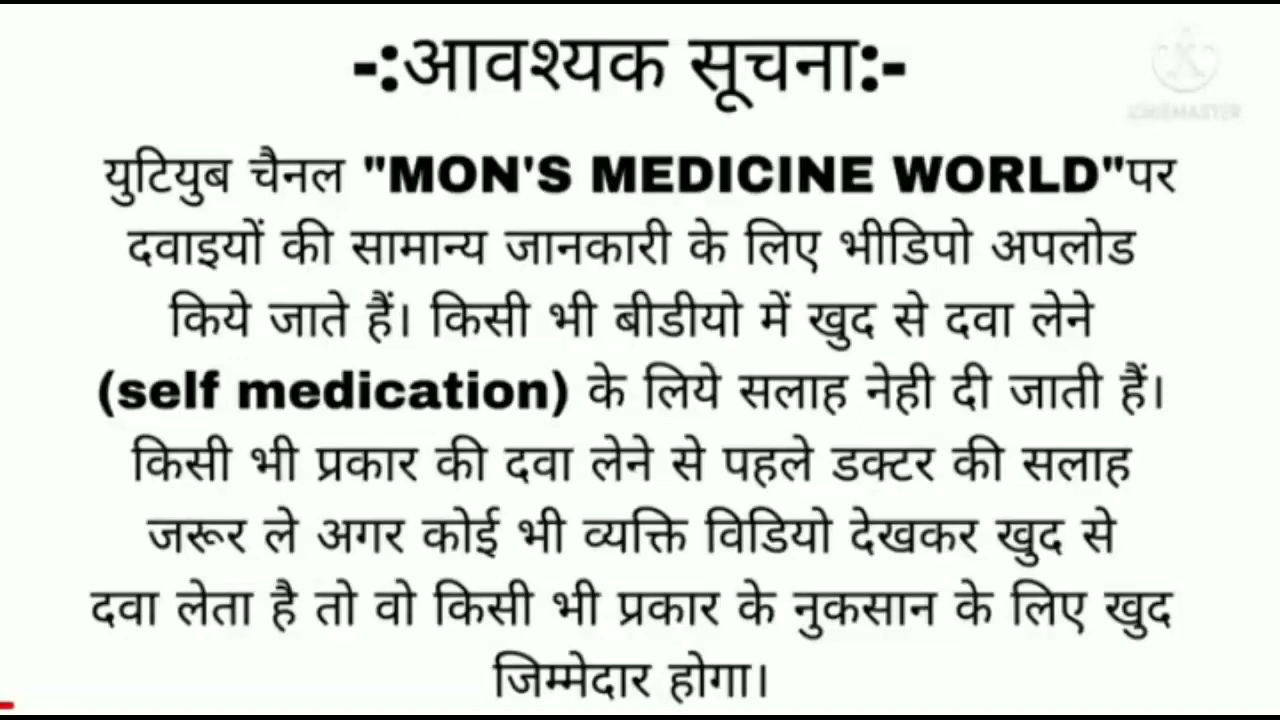 -:आवश्यक सूचना:-
KINEMASTER
युटियुब चैनल "MON'S MEDICINE WORLD"पर
दवाइयों की सामान्य जानकारी के लिए भीडिपो अपलोड
किये जाते हैं। किसी भी बीडीयो में खुद से दवा लेने
(self medication) के लिये सलाह नेही दी जाती हैं।
किसी भी प्रकार की दवा लेने से पहले डक्टर की सलाह
जरूर ले अगर कोई भी व्यक्ति विडियो देखकर खुद से
दवा लेता है तो वो किसी भी प्रकार के नुकसान के लिए खुद
जिम्मेदार होगा।